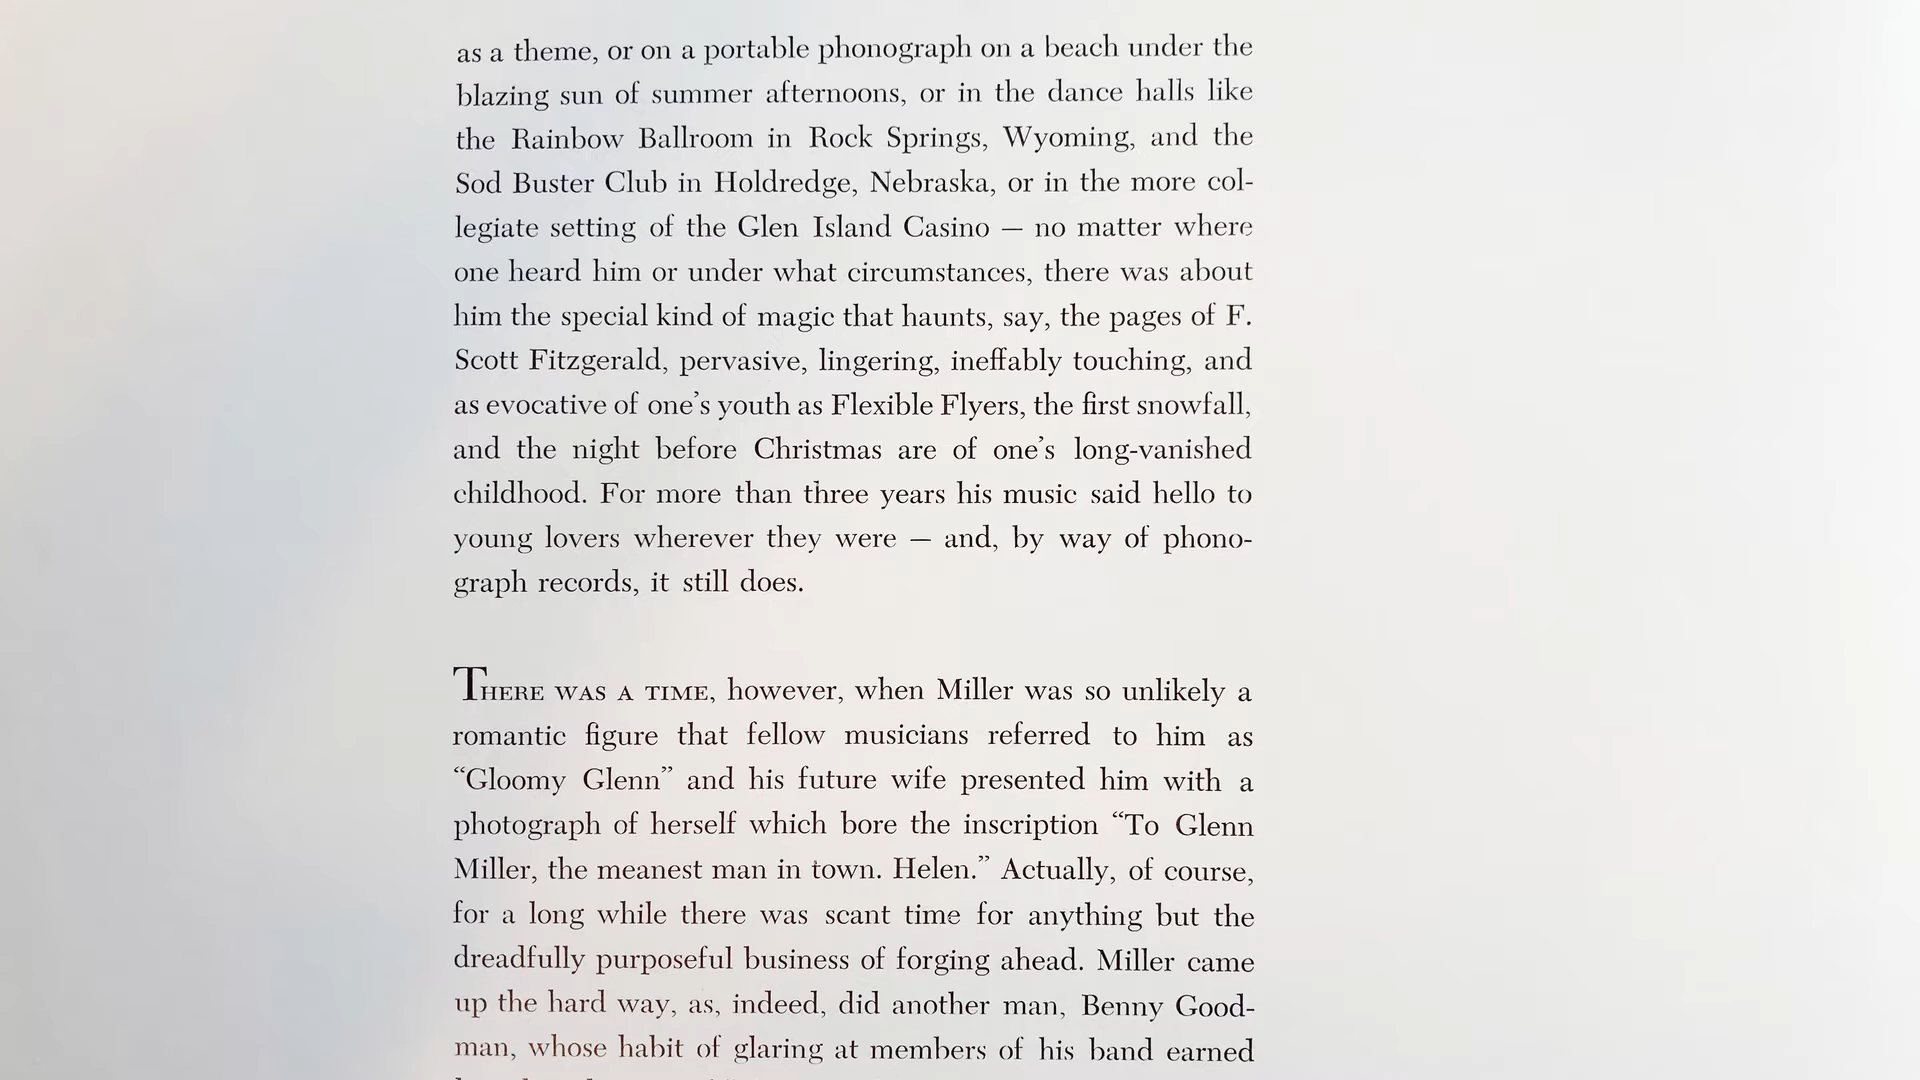 as a theme, or on a portable phonograph on a beach under the
blazing sun of summer afternoons, or in the dance halls like
the Rainbow Ballroom in Rock Springs, Wyoming, and the
Sod Buster Club in Holdredge, Nebraska, or in the more col-
legiate setting of the Glen Island Casino — no matter where
one heard him or under what circumstances, there was about
him the special kind of magic that haunts, say, the pages of F.
Scott Fitzgerald, pervasive, lingering, ineffably touching, and
as evocative of one’s youth as Flexible Flyers, the first snowfall,
and the night before Christmas are of one’s long-vanished
childhood. For more than three years his music said hello to
young lovers wherever they were — and, by way of phono-
graph records, it still does.
THERE WAS A TIME, however, when Miller was so unlikely a
romantic figure that fellow musicians referred to him as
“Gloomy Glenn” and his future wife presented him with a
photograph of herself which bore the inscription “To Glenn
Miller, the meanest man in town. Helen.” Actually, of course,
for a long while there was scant time for anything but the
dreadfully purposeful business of forging ahead. Miller came
up the hard way, as, indeed, did another man, Benny Good-
man, whose habit of glaring at members of his band earned